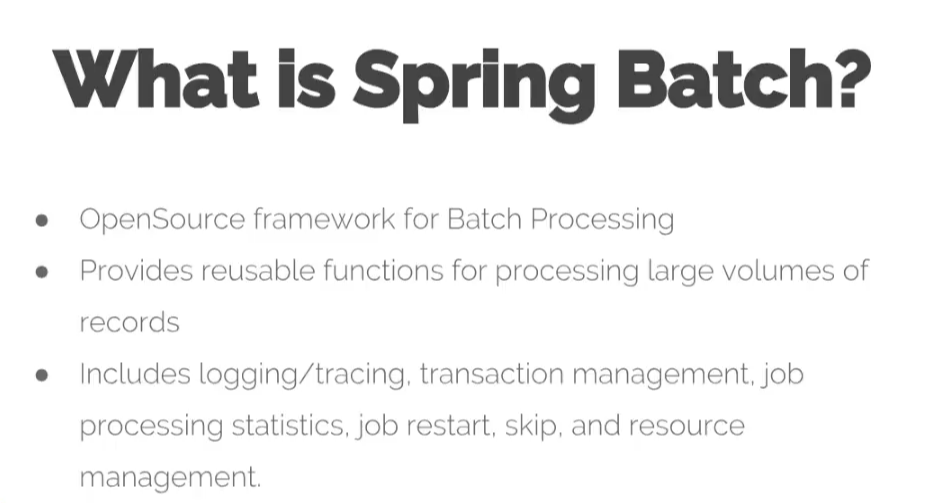 What is Spring Batch?
● OpenSource framework for Batch Processing
● Provides reusable functions for processing large volumes of
records
● Includes logging/tracing, transaction management, job
processing statistics, job restart, skip, and resource
management.